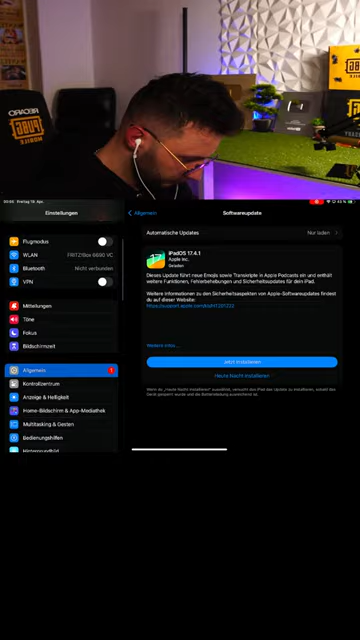 PUBG
MOBILE
Freitag 19. Apr.
45 %
Einstellungen
Allgemein
Softwareupdate
Flugmodus
WLAN
FRITZ!Box 6690 VC
Bluetooth
Nicht verbunden
VPN
Mitteilungen
Töne
Fokus
Bildschirmzeit
Allgemein
1
Kontrollzentrum
Anzeige & Helligkeit
Home-Bildschirm & App-Mediathek
Multitasking & Gesten
Bedienungshilfen
Hintergrundbild
Automatische Updates
Nur laden
iPadOS 17.4.1
Apple Inc.
Geladen
Dieses Update führt neue Emojis sowie Transkripte in Apple Podcasts ein und enthält
weitere Funktionen, Fehlerbehebungen und Sicherheitsupdates für dein iPad.
Weitere Informationen zu den Sicherheitsaspekten von Apple-Softwareupdates findest
du auf dieser Website:
Weitere Infos ...
Jetzt installieren
Heute Nacht installieren